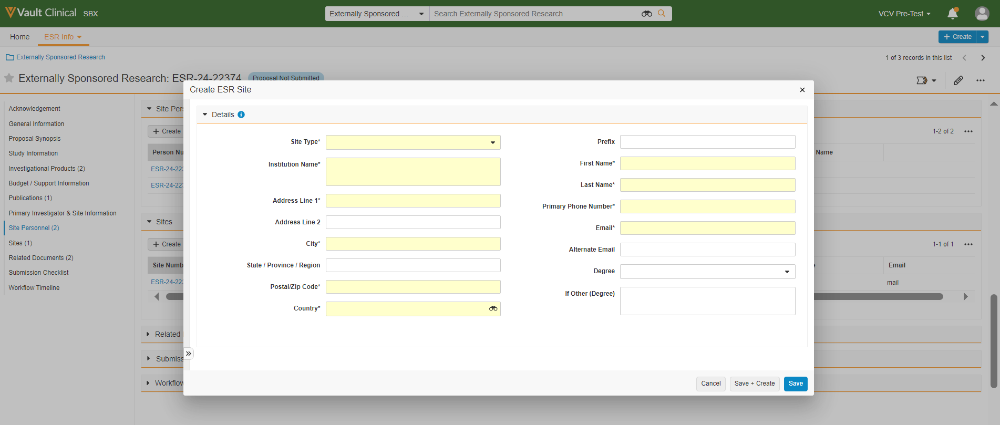 Vault Clinical SBX
Externally Sponsored ...
Search Externally Sponsored Research
VCV Pre-Test
Home
ESR Info
Create
Externally Sponsored Research
1 of 3 records in this list
Externally Sponsored Research: ESR-24-22374
Proposal Not Submitted
Acknowledgement
General Information
Proposal Synopsis
Study Information
Investigational Products (2)
Budget / Support Information
Publications (1)
Primary Investigator & Site Information
Site Personnel (2)
Sites (1)
Related Documents (2)
Submission Checklist
Workflow Timeline
Site Per
Create
1-2 of 2
Person Nu
Name
ESR-24-223
ESR-24-223
Sites
Create
1-1 of 1
Site Numb
Email
ESR-24-223
mail
Related
Submiss
Workflow
Create ESR Site
Details
Site Type*
Institution Name*
Address Line 1*
Address Line 2
City*
State / Province / Region
Postal/Zip Code*
Country*
Prefix
First Name*
Last Name*
Primary Phone Number*
Email*
Alternate Email
Degree
If Other (Degree)
Cancel
Save + Create
Save